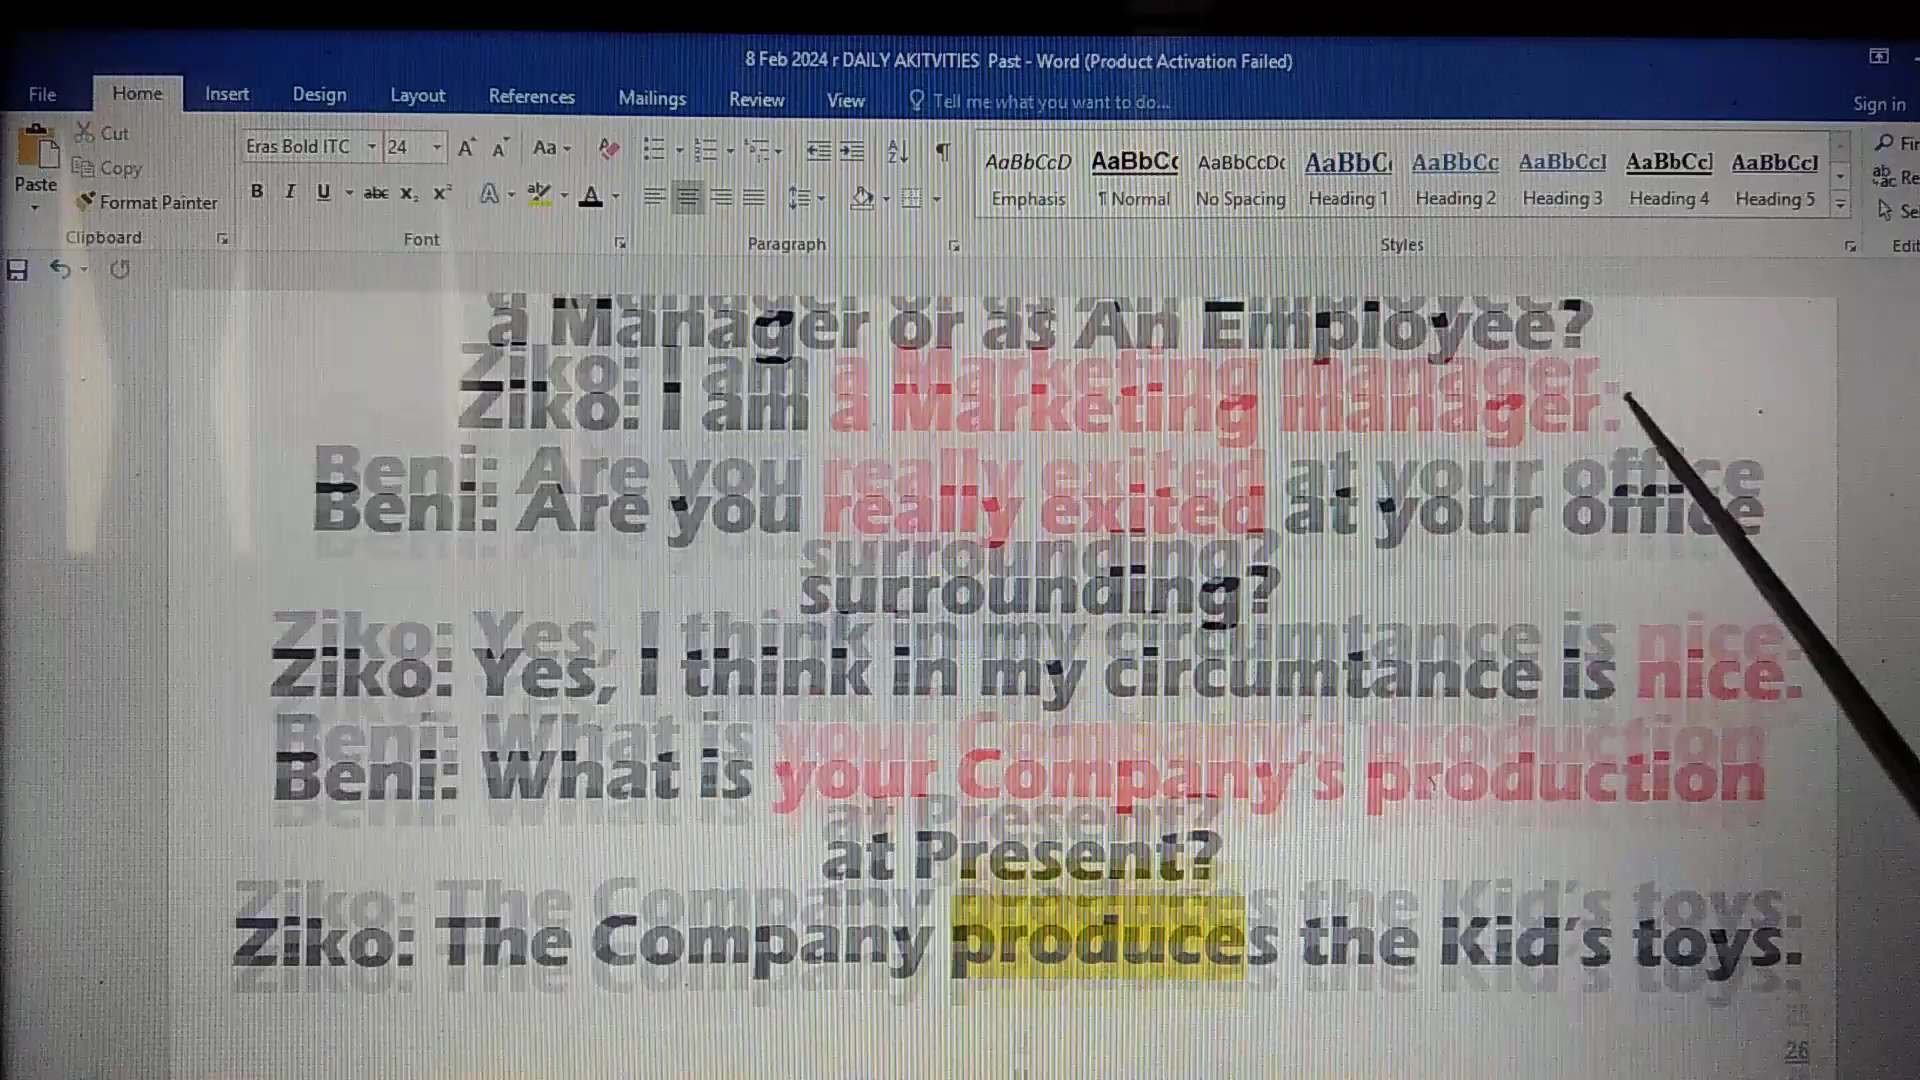 8 Feb 2024 r DAILY AKITVITIES Past - Word (Product Activation Failed)
File Home Insert Design Layout References Mailings Review View Tell me what you want to do... Sign in
Cut
Copy
Paste
Format Painter
Clipboard
Eras Bold ITC 24
Font
Paragraph
AaBbCcD AaBbCc AaBbCcDc AaBbC AaBbCc AaBbCcI AaBbCcI AaBbCcI
Emphasis ¶ Normal No Spacing Heading 1 Heading 2 Heading 3 Heading 4 Heading 5
Styles
a Manager or as An Employee?
Ziko: I am a Marketing manager.
Beni: Are you really exited at your office
surrounding?
Ziko: Yes, I think in my circumtance is nice.
Beni: What is your Company's production
at Present?
Ziko: The Company produces the Kid's toys.
26